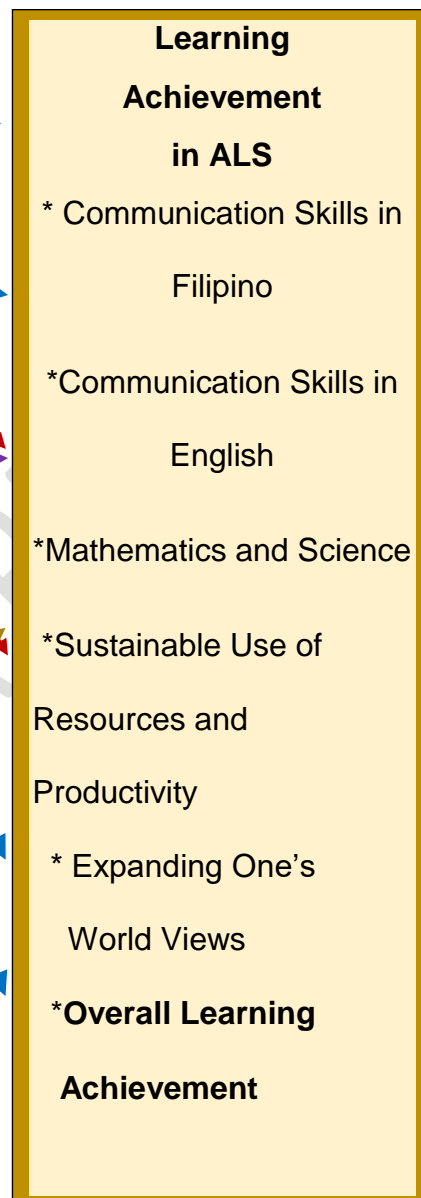 Learning
Achievement
in ALS
* Communication Skills in
Filipino
*Communication Skills in
English
*Mathematics and Science
*Sustainable Use of
Resources and
Productivity
* Expanding One’s
World Views
*Overall Learning
Achievement